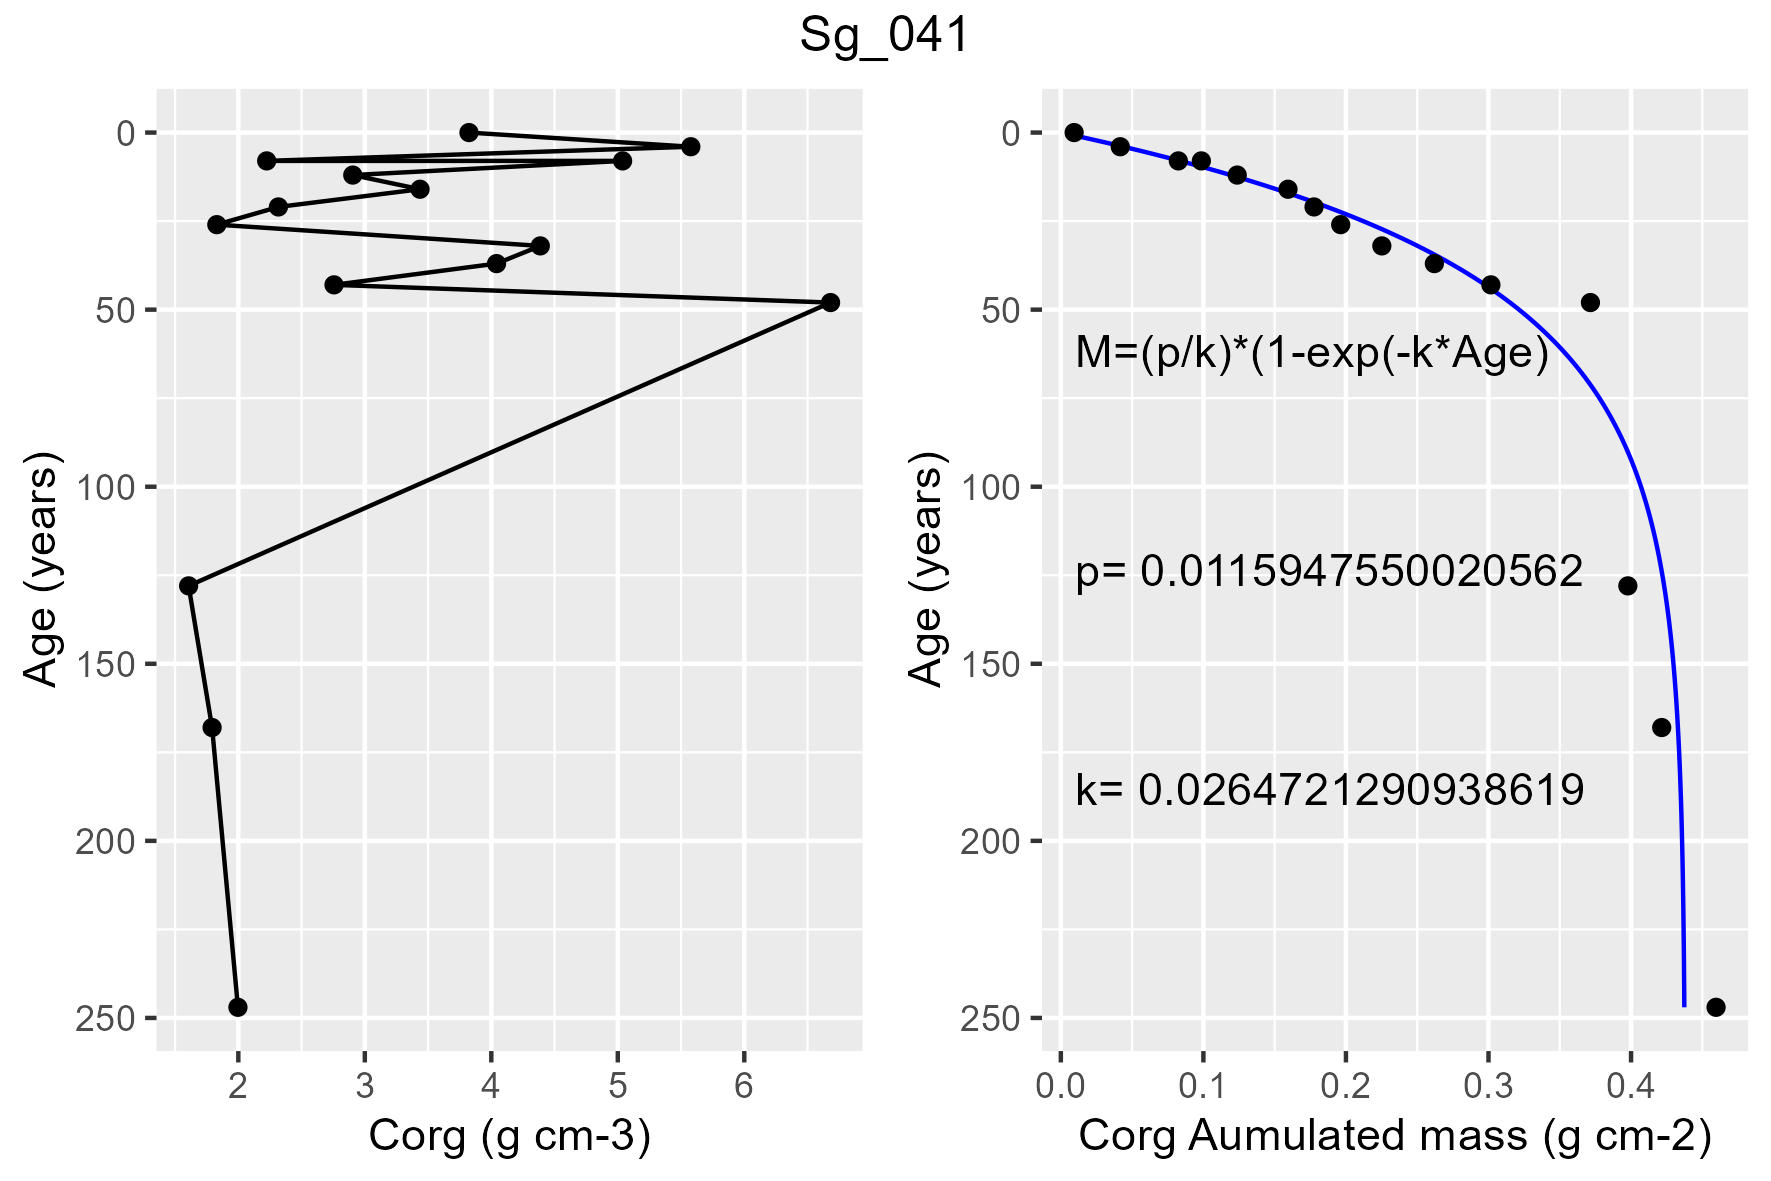 Sg_041
0
50
100
150
200
250
Age (years)
2 3 4 5 6
Corg (g cm-3)
0
50
100
150
200
250
Age (years)
M=(p/k)*(1-exp(-k*Age)
p= 0.0115947550020562
k= 0.0264721290938619
0.0 0.1 0.2 0.3 0.4
Corg Aumulated mass (g cm-2)